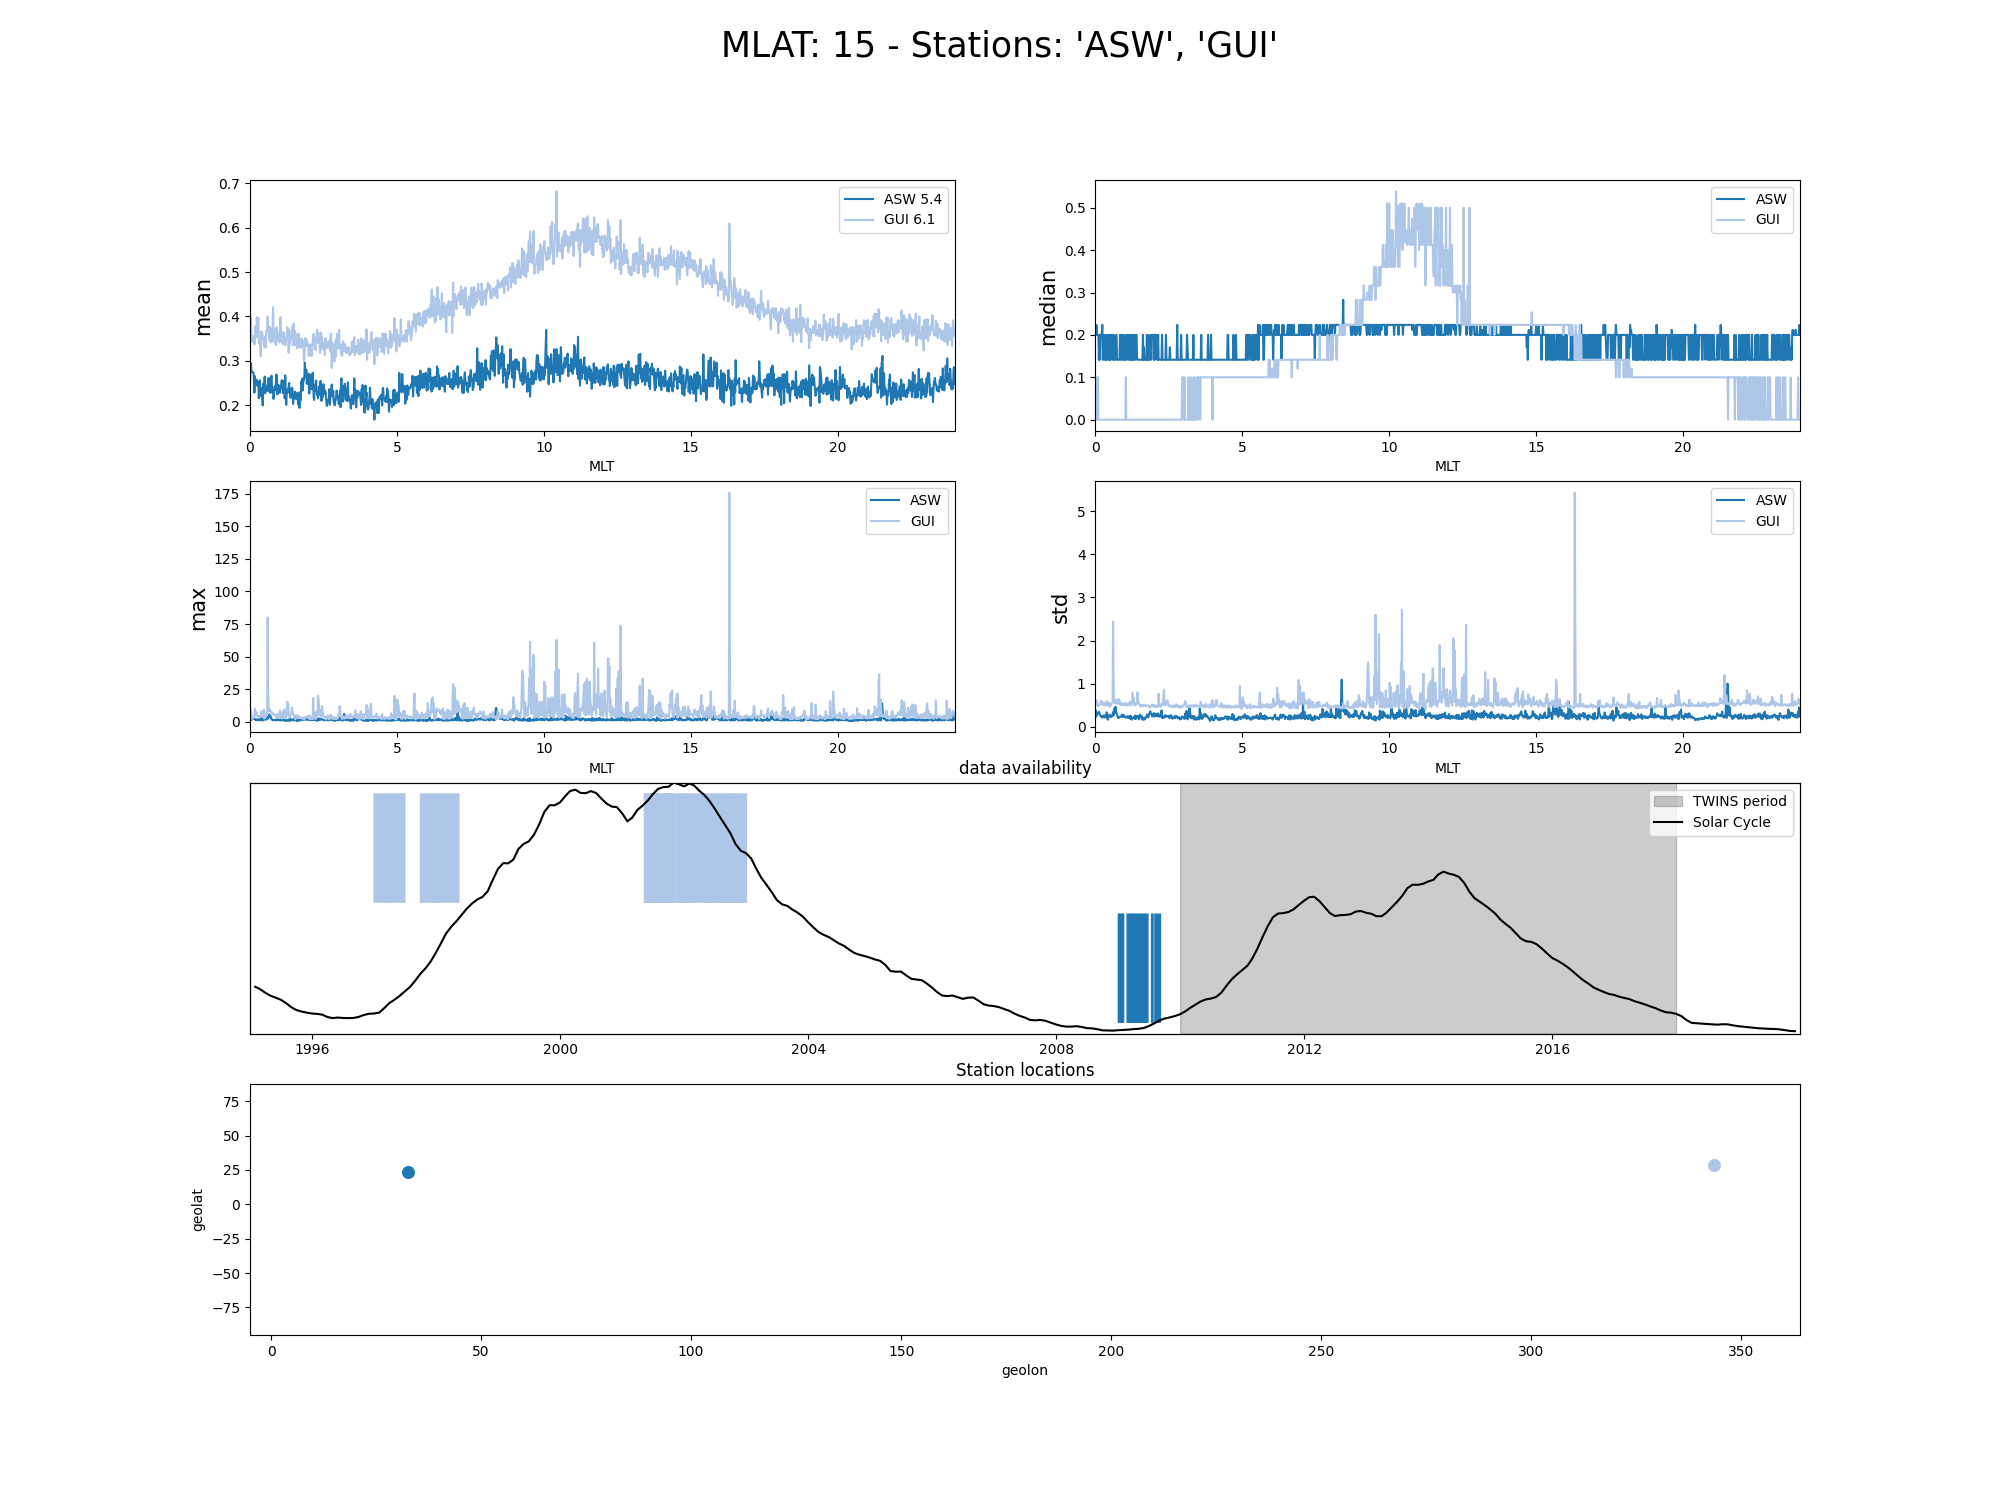 MLAT: 15 - Stations: 'ASW', 'GUI'
mean
0.7
0.6
0.5
0.4
0.3
0.2
ASW 5.4
GUI 6.1
0 5 10 15 20
MLT
median
0.5
0.4
0.3
0.2
0.1
0.0
ASW
GUI
0 5 10 15 20
MLT
max
175
150
125
100
75
50
25
0
ASW
GUI
0 5 10 15 20
MLT
std
5
4
3
2
1
0
ASW
GUI
0 5 10 15 20
MLT
data availability
TWINS period
Solar Cycle
1996 2000 2004 2008 2012 2016
Station locations
geolat
75
50
25
0
−25
−50
−75
0 50 100 150 200 250 300 350
geolon